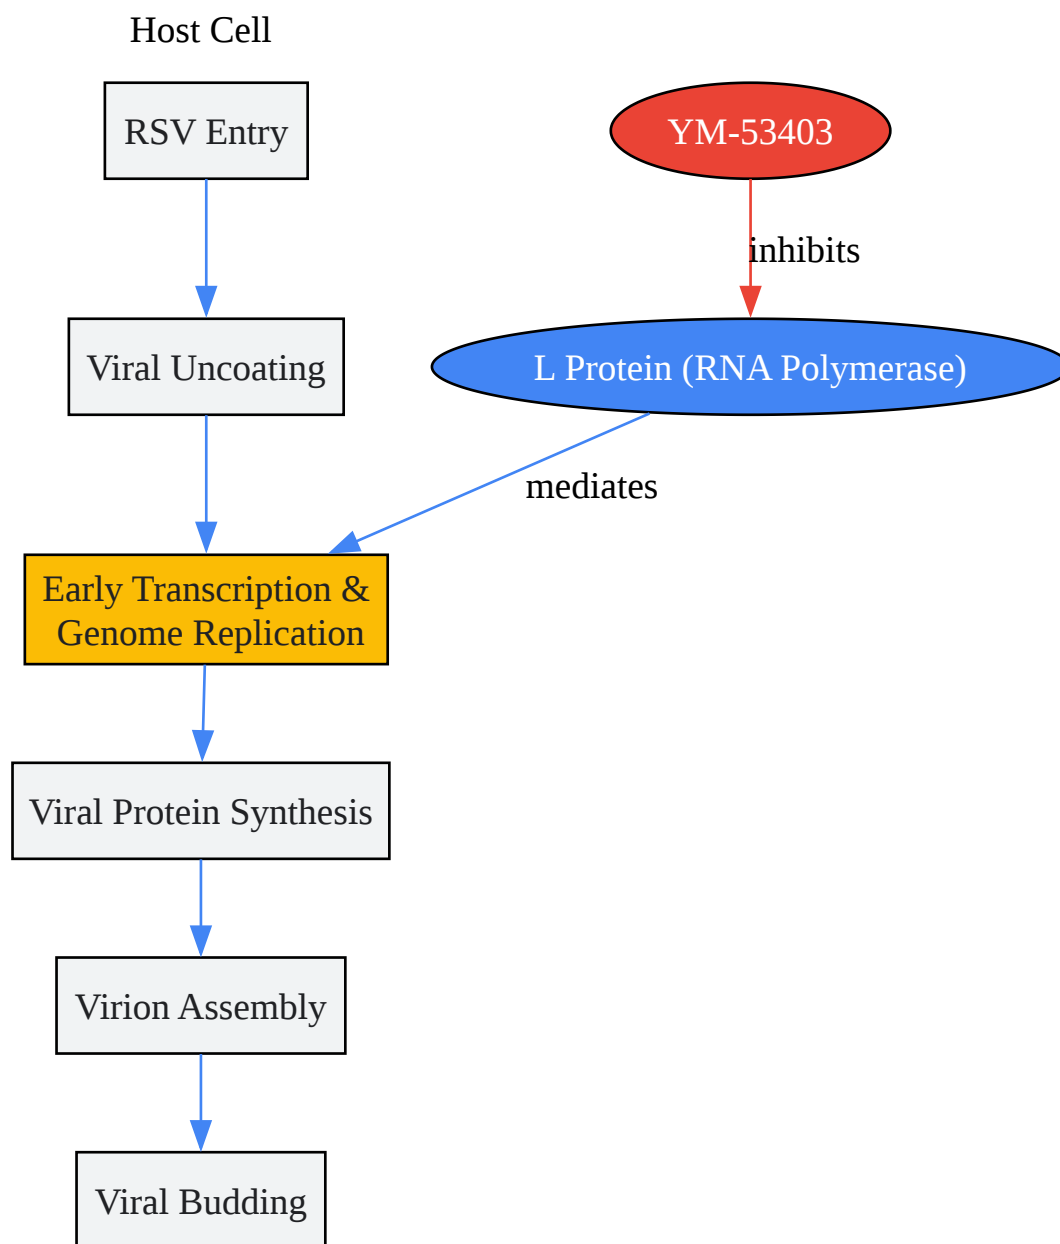 Host Cell
RSV Entry
YM-53403
inhibits
Viral Uncoating
L Protein (RNA Polymerase)
mediates
Early Transcription &
Genome Replication
Viral Protein Synthesis
Virion Assembly
Viral Budding